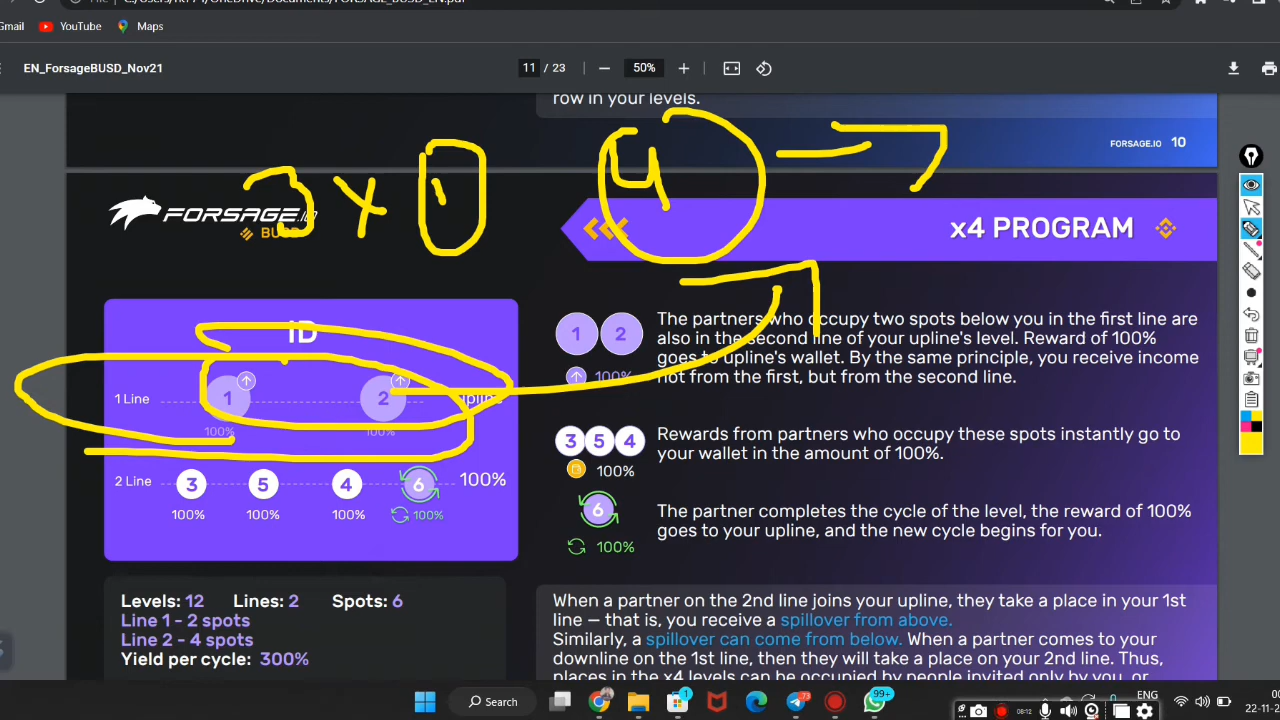 Gmail YouTube Maps
EN_ForsageBUSD_Nov21 11 / 23 50%
row in your levels.
FORSAGE.IO 10
3 x 4
FORSAGE.IO
BUSD
x4 PROGRAM
ID
1 Line 1 2 upline
100% 100%
2 Line 3 5 4 6 100%
100% 100% 100% 100%
1 2
100%
The partners who occupy two spots below you in the first line are
also in the second line of your upline's level. Reward of 100%
goes to upline's wallet. By the same principle, you receive income
not from the first, but from the second line.
3 5 4
100%
Rewards from partners who occupy these spots instantly go to
your wallet in the amount of 100%.
6
100%
The partner completes the cycle of the level, the reward of 100%
goes to your upline, and the new cycle begins for you.
Levels: 12 Lines: 2 Spots: 6
Line 1 - 2 spots
Line 2 - 4 spots
Yield per cycle: 300%
When a partner on the 2nd line joins your upline, they take a place in your 1st
line — that is, you receive a spillover from above.
Similarly, a spillover can come from below. When a partner comes to your
downline on the 1st line, then they will take a place on your 2nd line. Thus,
places in the x4 levels can be occupied by people invited only by you, or
Search 1 73 99+ 08:12 ENG
22-11-2